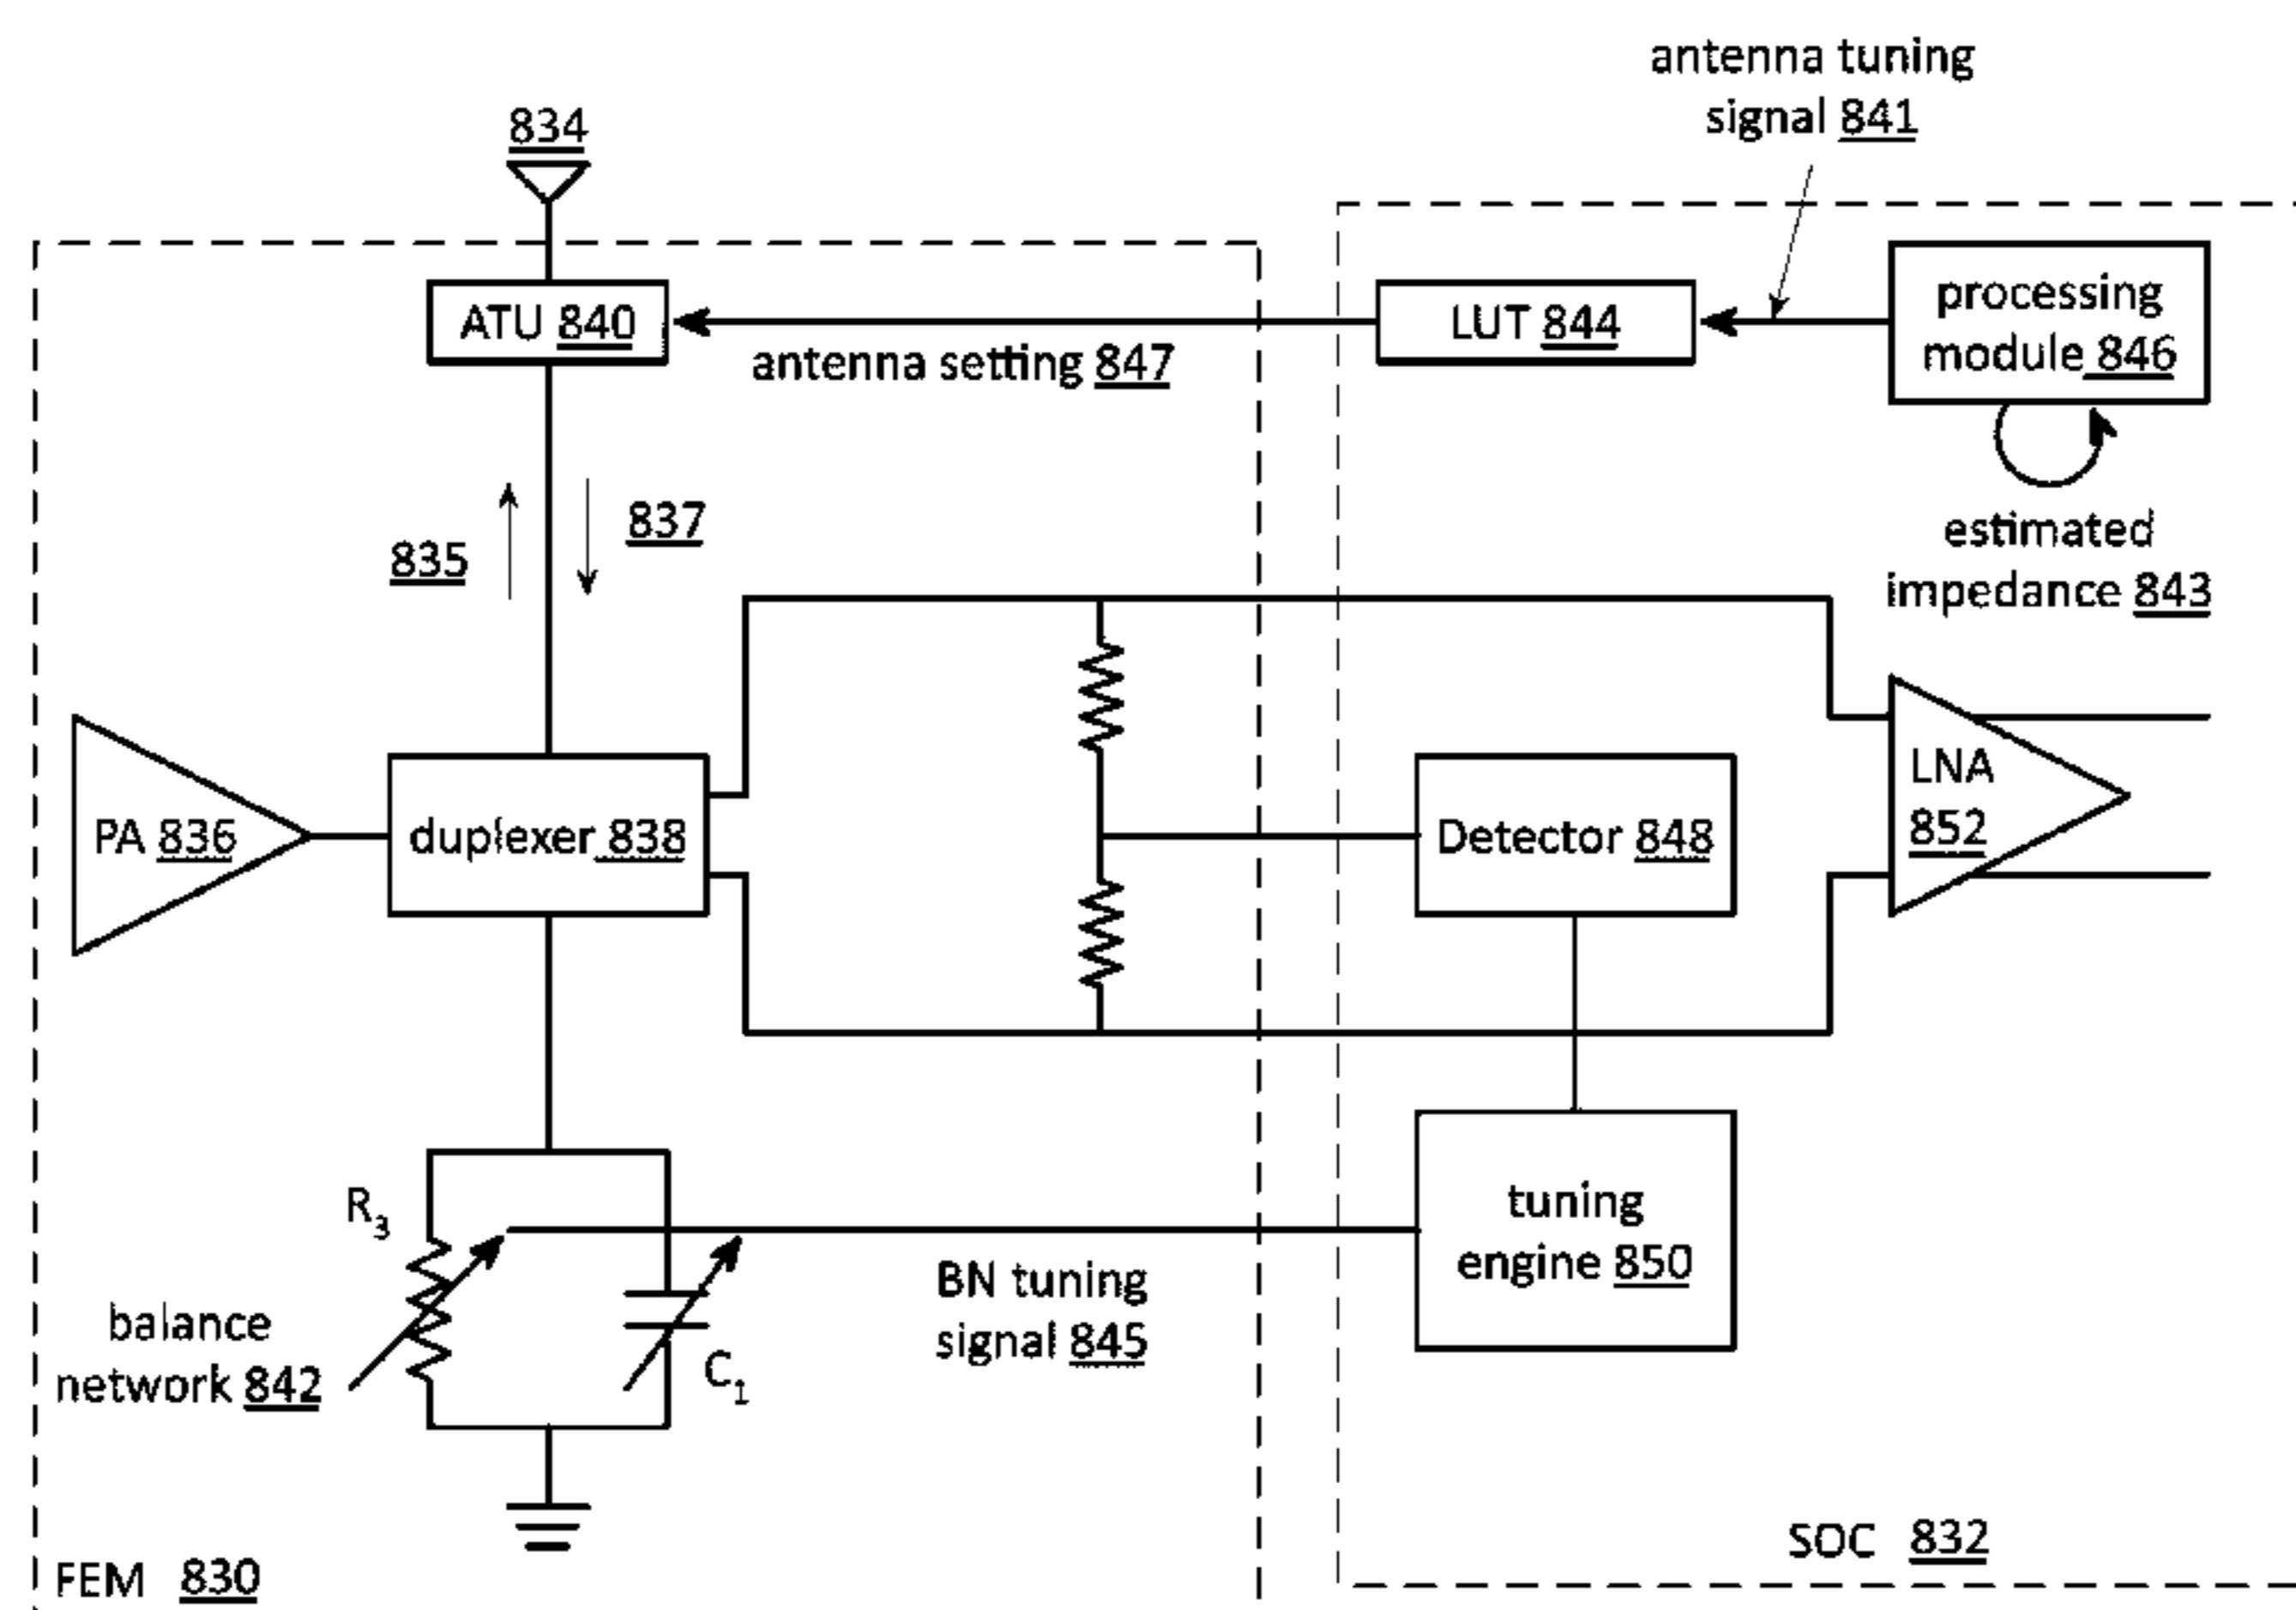 antenna tuning
signal 841
834
ATU 840
antenna setting 847
LUT 844
processing
module 846
estimated
impedance 843
835
837
PA 836
duplexer 838
Detector 848
LNA
852
R3
balance
network 842
C1
BN tuning
signal 845
tuning
engine 850
FEM 830
SOC 832